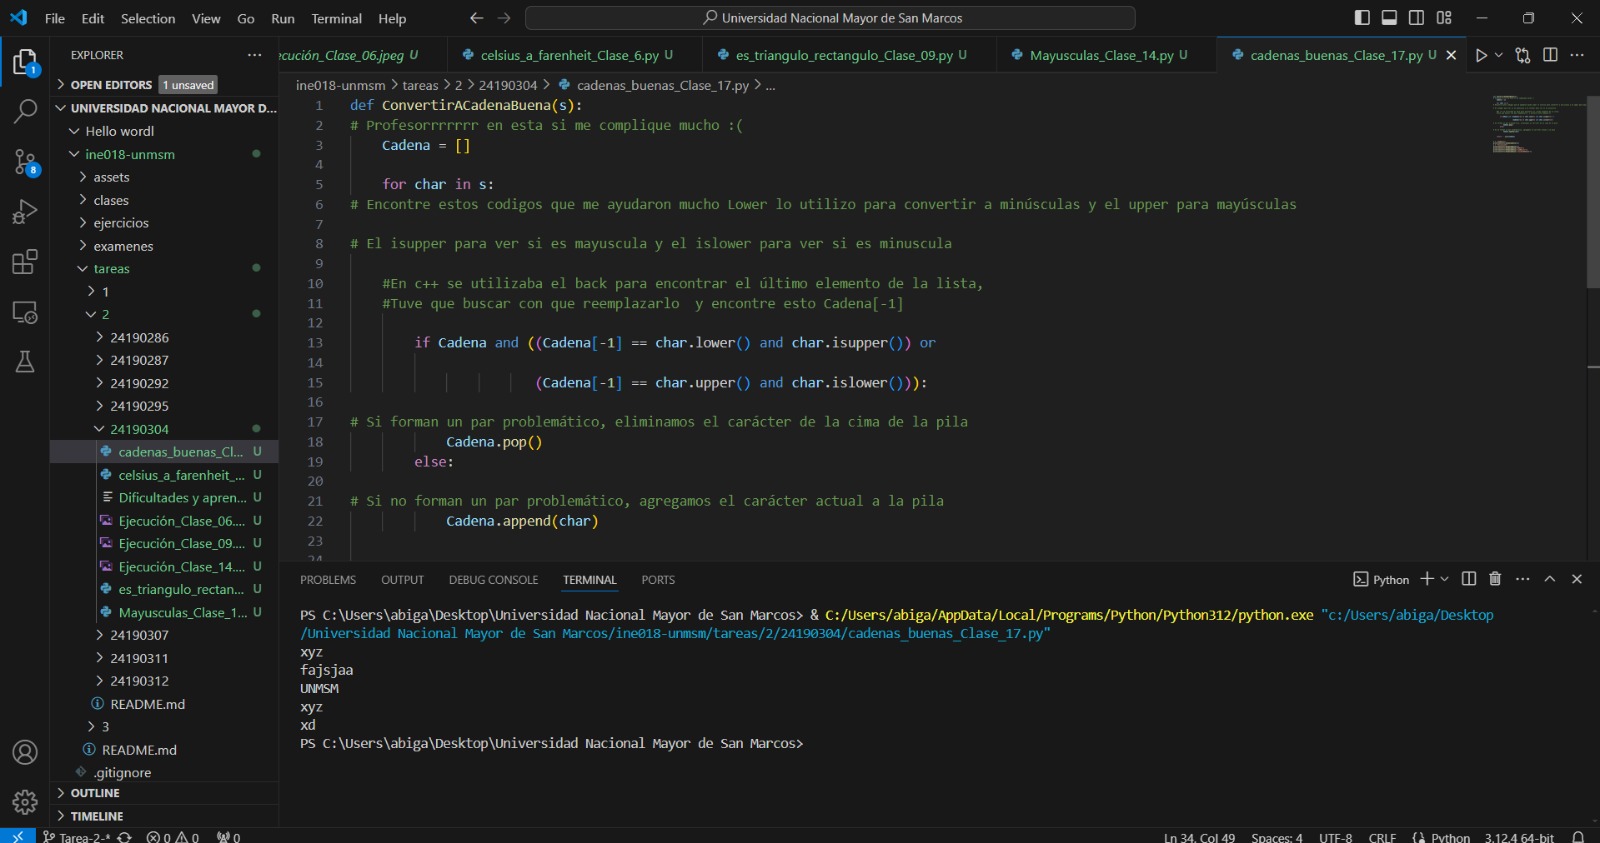 File Edit Selection View Go Run Terminal Help
Universidad Nacional Mayor de San Marcos
EXPLORER
ecución_Clase_06.jpeg U
celsius_a_farenheit_Clase_6.py U
es_triangulo_rectangulo_Clase_09.py U
Mayusculas_Clase_14.py U
cadenas_buenas_Clase_17.py U
1
8
OPEN EDITORS 1 unsaved
UNIVERSIDAD NACIONAL MAYOR D...
Hello wordl
ine018-unmsm
assets
clases
ejercicios
examenes
tareas
1
2
24190286
24190287
24190292
24190295
24190304
cadenas_buenas_Cl... U
celsius_a_farenheit_... U
Dificultades y apren... U
Ejecución_Clase_06.... U
Ejecución_Clase_09.... U
Ejecución_Clase_14.... U
es_triangulo_rectan... U
Mayusculas_Clase_1... U
24190307
24190311
24190312
README.md
3
README.md
.gitignore
OUTLINE
TIMELINE
ine018-unmsm > tareas > 2 > 24190304 > cadenas_buenas_Clase_17.py > ...
1 def ConvertirACadenaBuena(s):
2 # Profesorrrrrrr en esta si me complique mucho :(
3 Cadena = []
4
5 for char in s:
6 # Encontre estos codigos que me ayudaron mucho Lower lo utilizo para convertir a minúsculas y el upper para mayúsculas
7
8 # El isupper para ver si es mayuscula y el islower para ver si es minuscula
9
10 #En c++ se utilizaba el back para encontrar el último elemento de la lista,
11 #Tuve que buscar con que reemplazarlo  y encontre esto Cadena[-1]
12
13 if Cadena and ((Cadena[-1] == char.lower() and char.isupper()) or
14
15 (Cadena[-1] == char.upper() and char.islower())):
16
17 # Si forman un par problemático, eliminamos el carácter de la cima de la pila
18 Cadena.pop()
19 else:
20
21 # Si no forman un par problemático, agregamos el carácter actual a la pila
22 Cadena.append(char)
23
24
PROBLEMS OUTPUT DEBUG CONSOLE TERMINAL PORTS
Python
PS C:\Users\abiga\Desktop\Universidad Nacional Mayor de San Marcos> & C:/Users/abiga/AppData/Local/Programs/Python/Python312/python.exe "c:/Users/abiga/Desktop
/Universidad Nacional Mayor de San Marcos/ine018-unmsm/tareas/2/24190304/cadenas_buenas_Clase_17.py"
xyz
fajsjaa
UNMSM
xyz
xd
PS C:\Users\abiga\Desktop\Universidad Nacional Mayor de San Marcos>
Tarea-2-* 0 0 0
Ln 34, Col 49 Spaces: 4 UTF-8 CRLF Python 3.12.4 64-bit